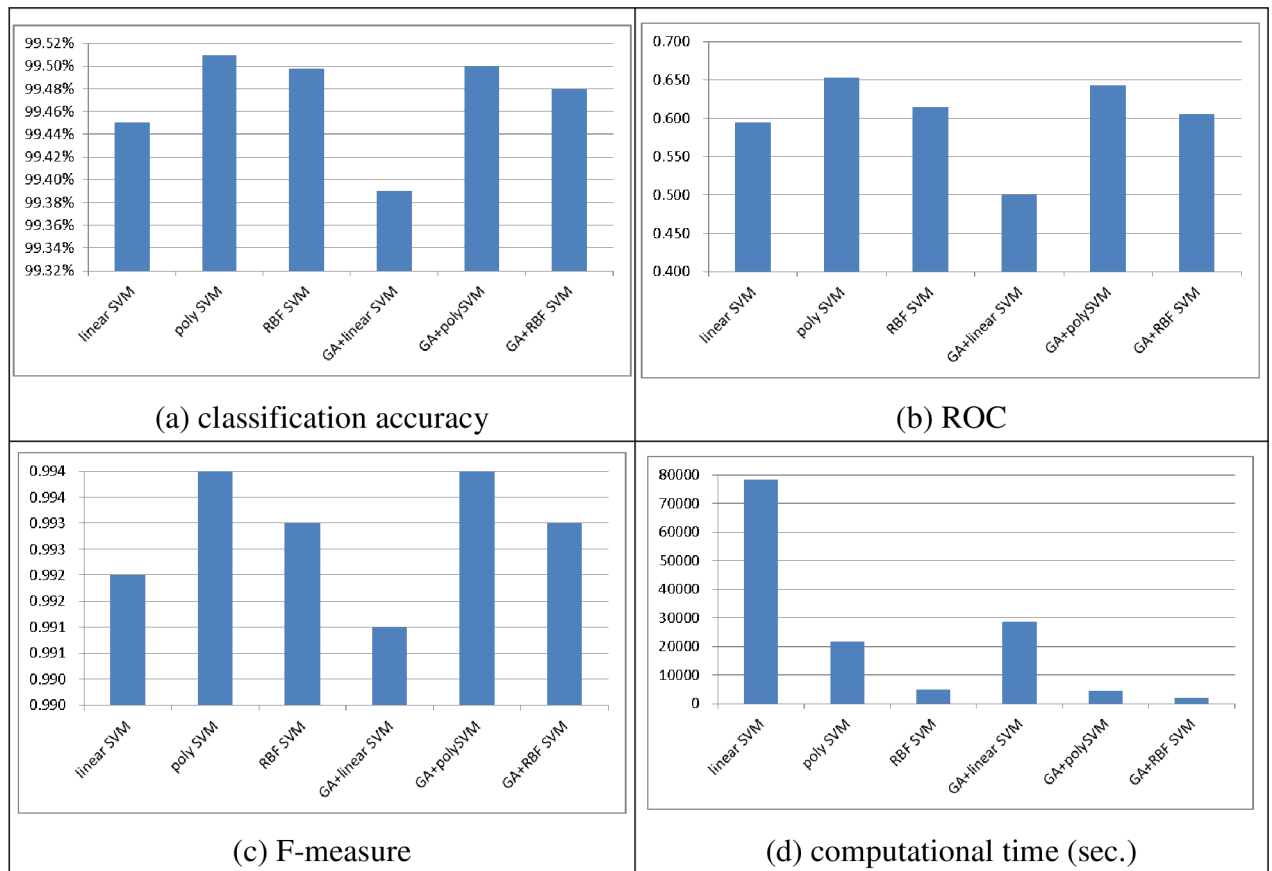 99.52%
99.50%
99.48%
99.46%
99.44%
99.42%
99.40%
99.38%
99.36%
99.34%
99.32%
linear SVM
poly SVM
RBF SVM
GA+linear SVM
GA+polySVM
GA+RBF SVM
(a) classification accuracy
0.700
0.650
0.600
0.550
0.500
0.450
0.400
linear SVM
poly SVM
RBF SVM
GA+linear SVM
GA+polySVM
GA+RBF SVM
(b) ROC
0.994
0.994
0.993
0.993
0.992
0.992
0.991
0.991
0.990
0.990
linear SVM
poly SVM
RBF SVM
GA+linear SVM
GA+polySVM
GA+RBF SVM
(c) F-measure
80000
70000
60000
50000
40000
30000
20000
10000
0
linear SVM
poly SVM
RBF SVM
GA+linear SVM
GA+polySVM
GA+RBF SVM
(d) computational time (sec.)